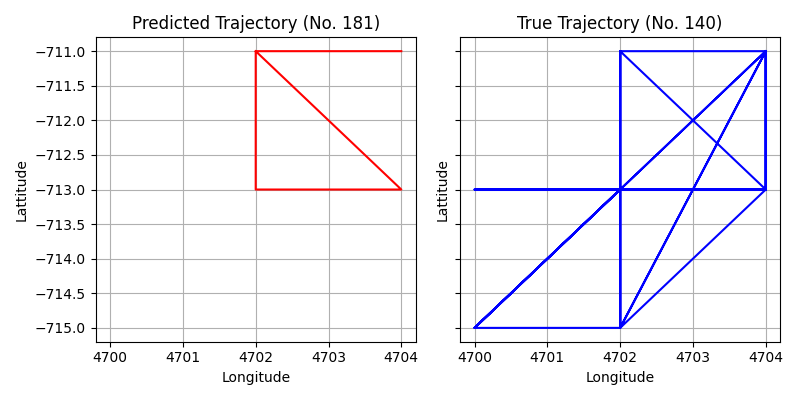 Predicted Trajectory (No. 181)
True Trajectory (No. 140)
Lattitude
−711.0
−711.5
−712.0
−712.5
−713.0
−713.5
−714.0
−714.5
−715.0
4700 4701 4702 4703 4704
Longitude
Lattitude
4700 4701 4702 4703 4704
Longitude